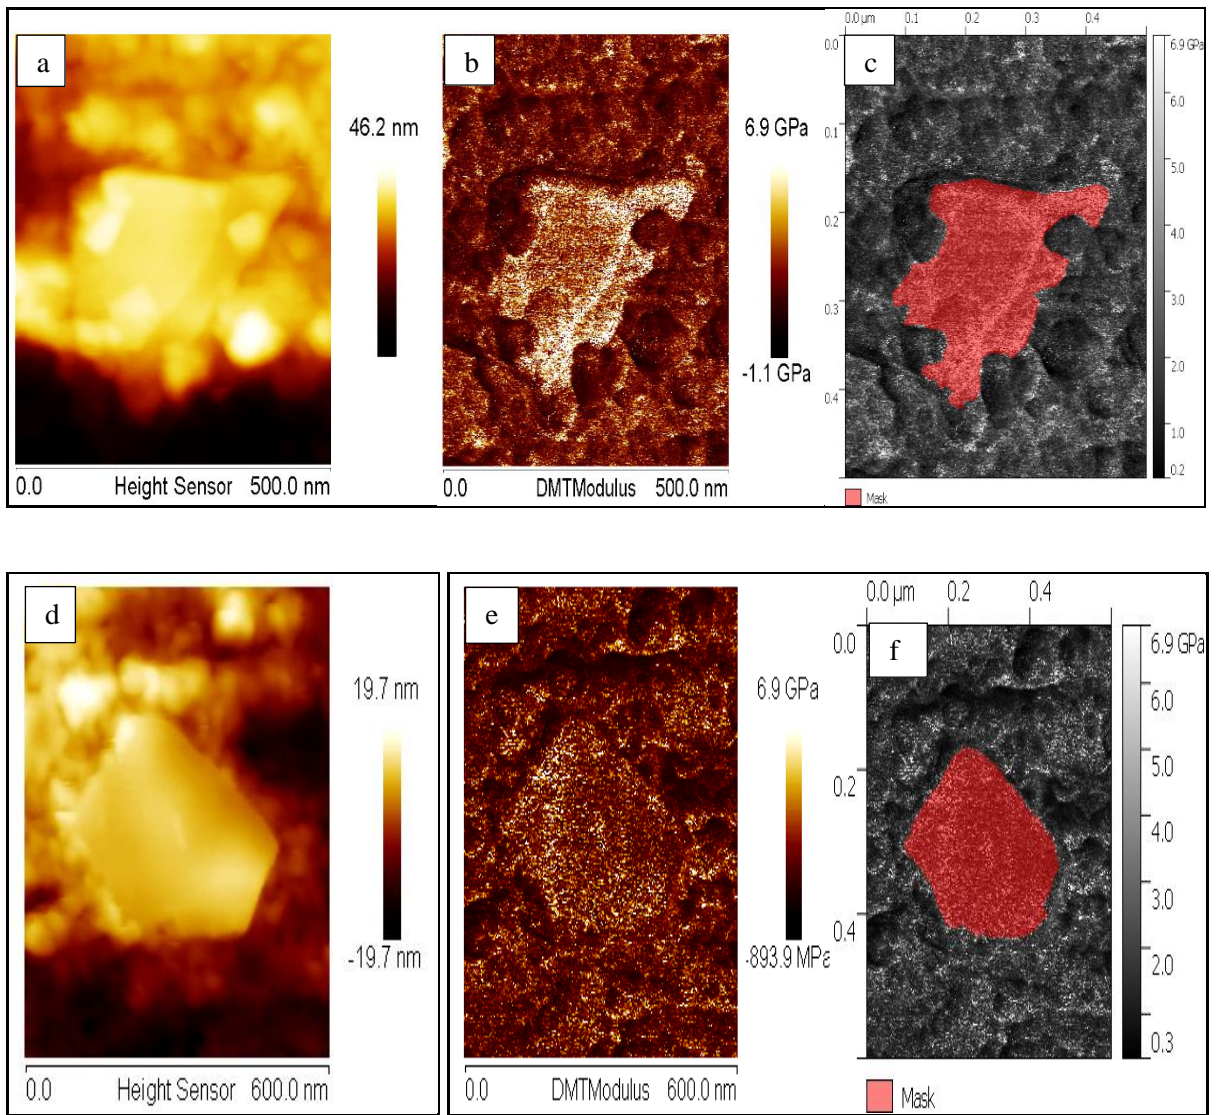 a
46.2 nm
0.0 Height Sensor 500.0 nm
b
6.9 GPa
-1.1 GPa
0.0 DMTModulus 500.0 nm
0.0 µm 0.1 0.2 0.3 0.4
c
0.0
0.1
0.2
0.3
0.4
6.9 GPa
6.0
5.0
4.0
3.0
2.0
1.0
0.2
Mask
d
19.7 nm
-19.7 nm
0.0 Height Sensor 600.0 nm
e
6.9 GPa
-893.9 MPa
0.0 DMTModulus 600.0 nm
0.0 µm 0.2 0.4
f
0.0
0.2
0.4
6.9 GPa
6.0
5.0
4.0
3.0
2.0
0.3
Mask